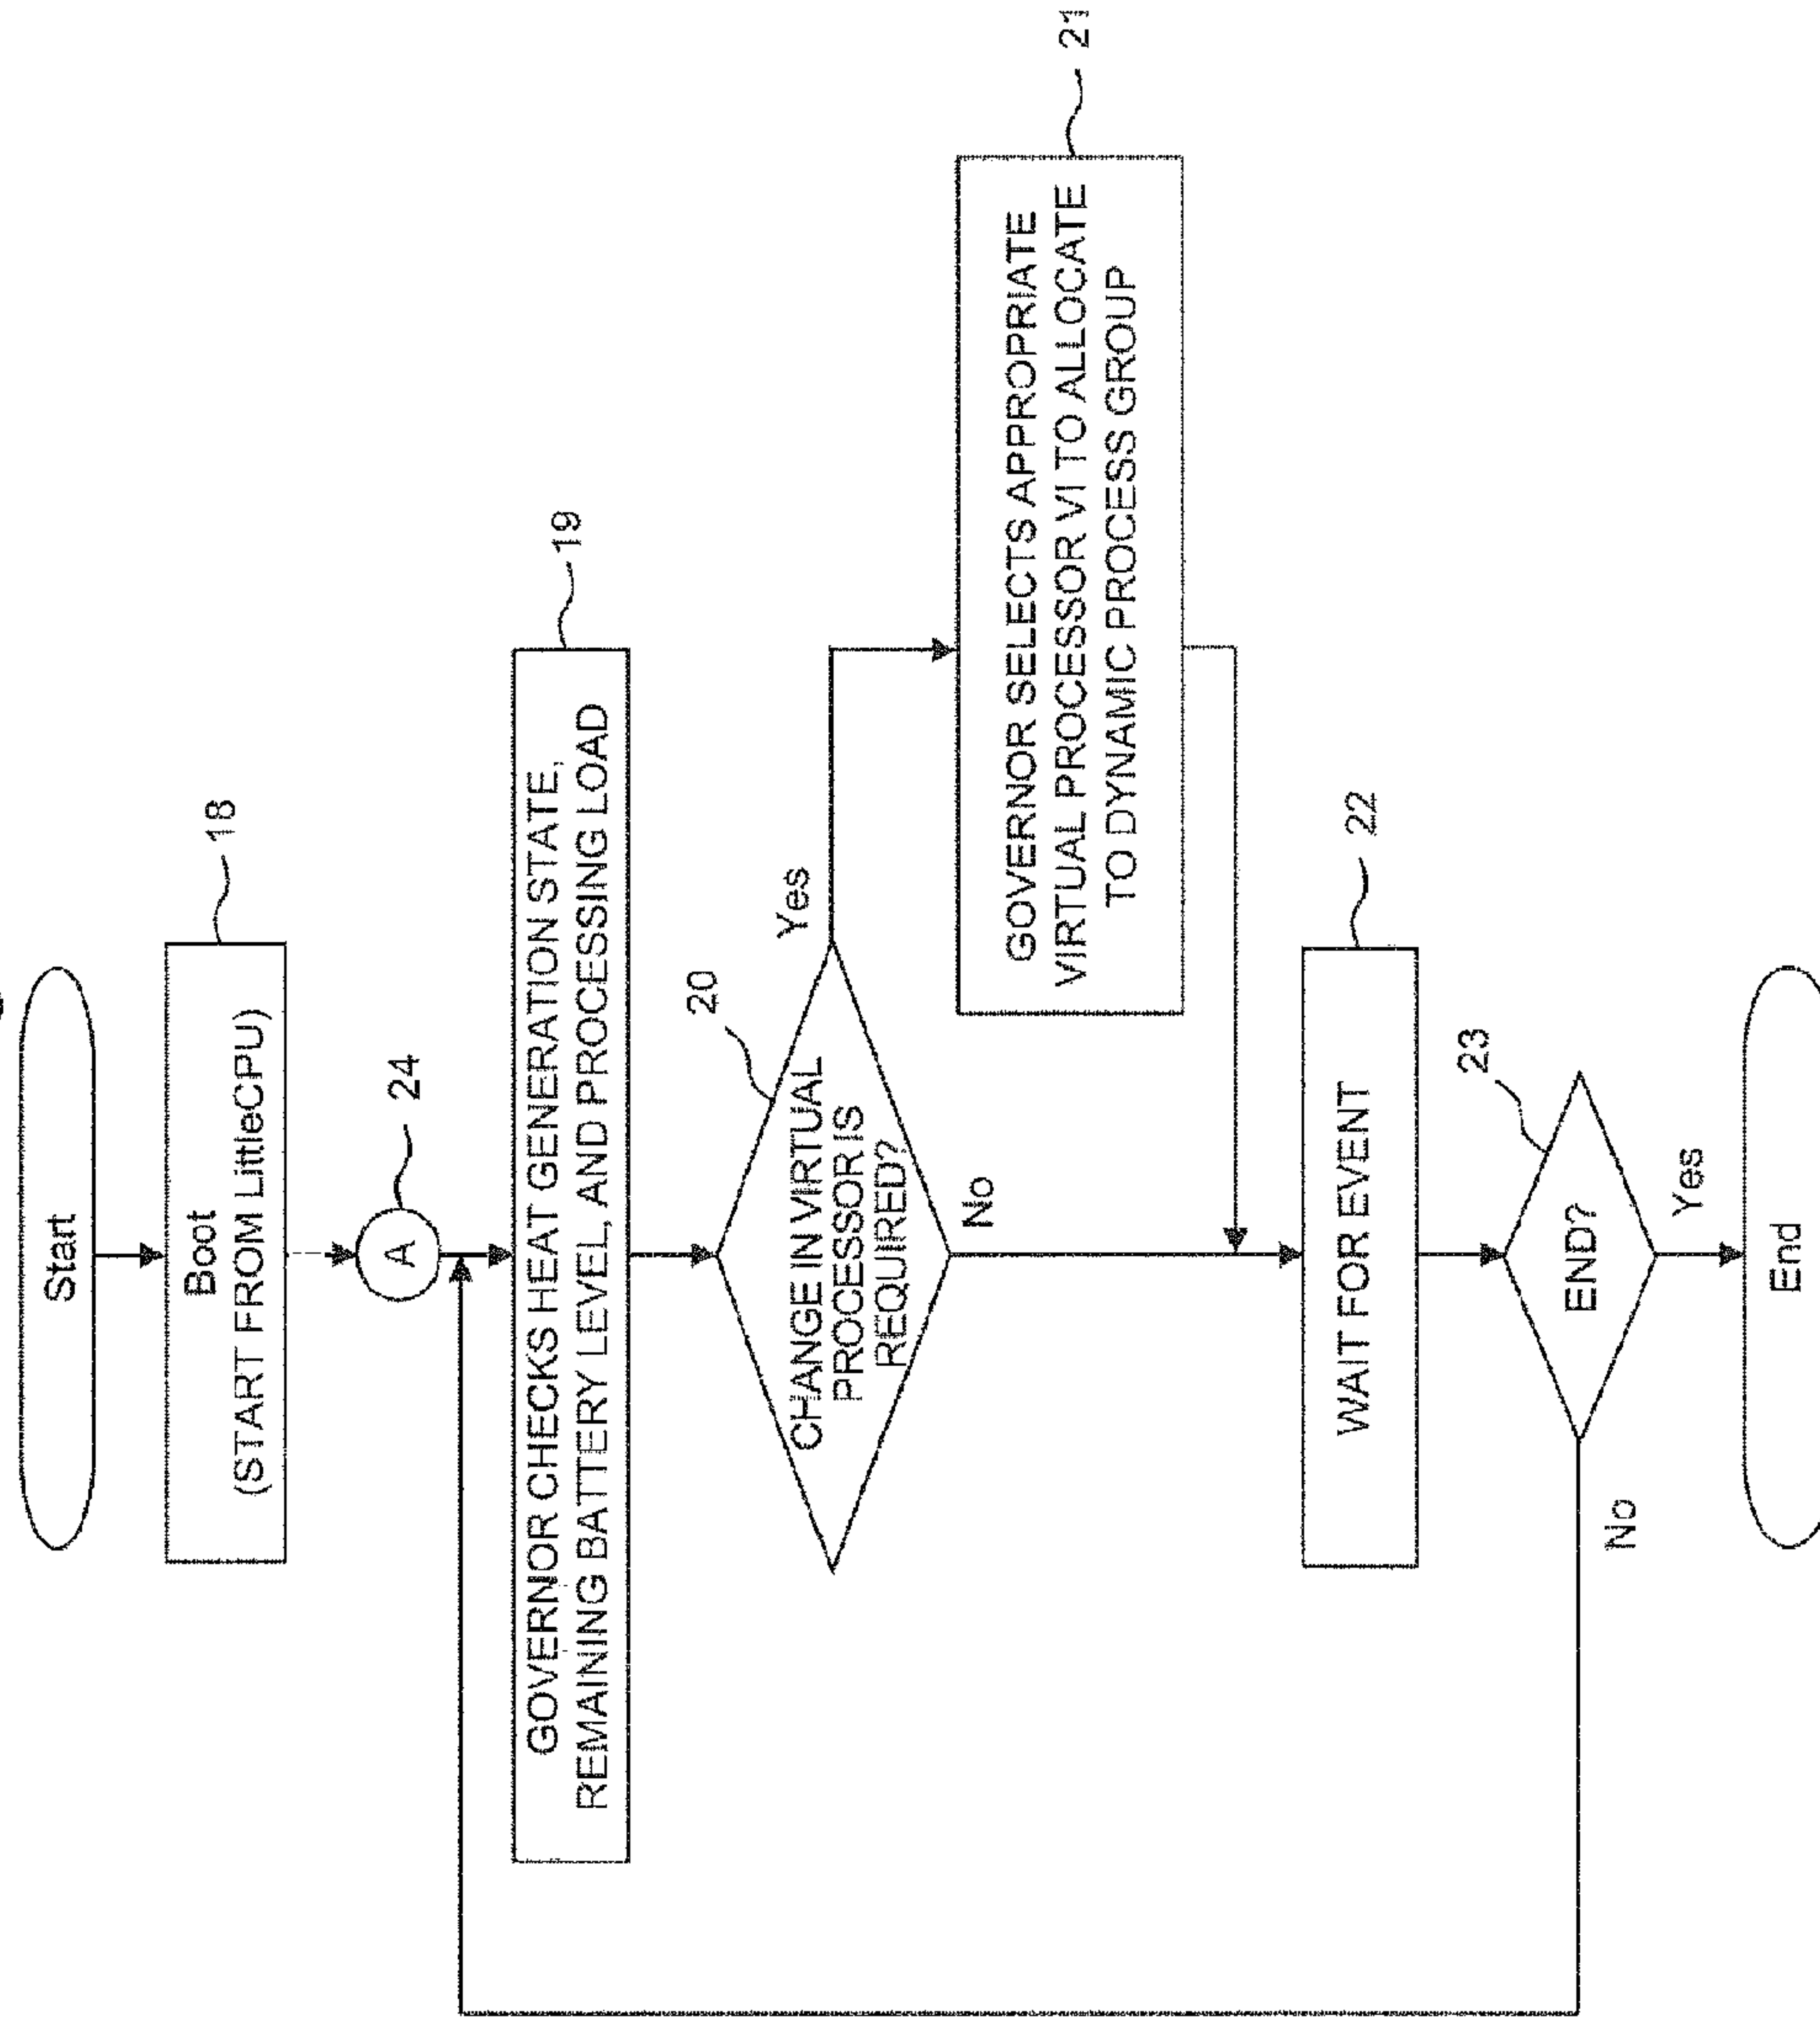 Start
Boot
(START FROM LittleCPU)
18
A
24
GOVERNOR CHECKS HEAT GENERATION STATE,
REMAINING BATTERY LEVEL, AND PROCESSING LOAD
19
CHANGE IN VIRTUAL
PROCESSOR IS
REQUIRED?
20
Yes
No
GOVERNOR SELECTS APPROPRIATE
VIRTUAL PROCESSOR VI TO ALLOCATE
TO DYNAMIC PROCESS GROUP
21
WAIT FOR EVENT
22
END?
23
No
Yes
End